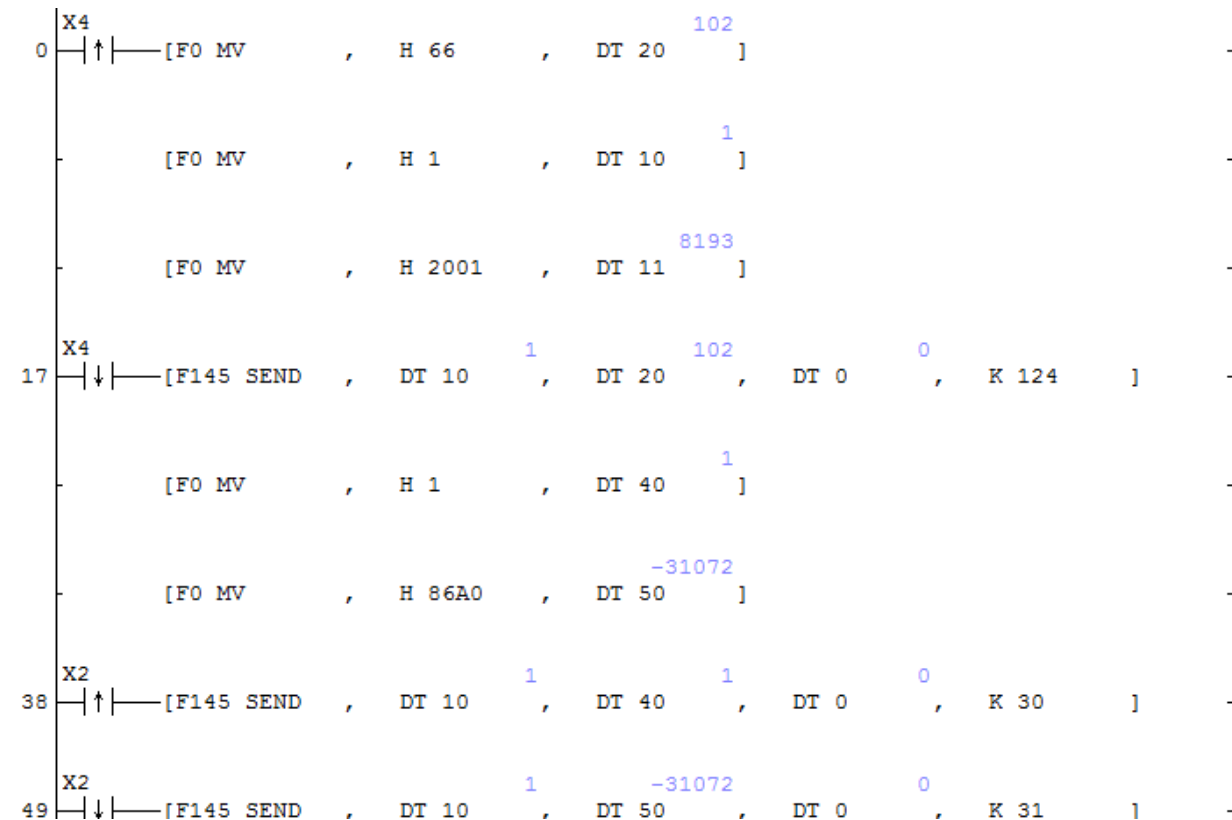 X4 102
0 [F0 MV , H 66 , DT 20 ]
1
[F0 MV , H 1 , DT 10 ]
8193
[F0 MV , H 2001 , DT 11 ]
X4 1 102 0
17 [F145 SEND , DT 10 , DT 20 , DT 0 , K 124 ]
1
[F0 MV , H 1 , DT 40 ]
-31072
[F0 MV , H 86A0 , DT 50 ]
X2 1 1 0
38 [F145 SEND , DT 10 , DT 40 , DT 0 , K 30 ]
X2 1 -31072 0
49 [F145 SEND , DT 10 , DT 50 , DT 0 , K 31 ]